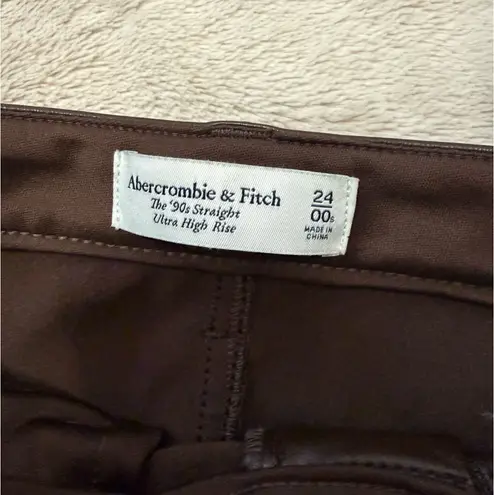 Abercrombie & Fitch
The '90s Straight
Ultra High Rise
24
00s
MADE IN
CHINA